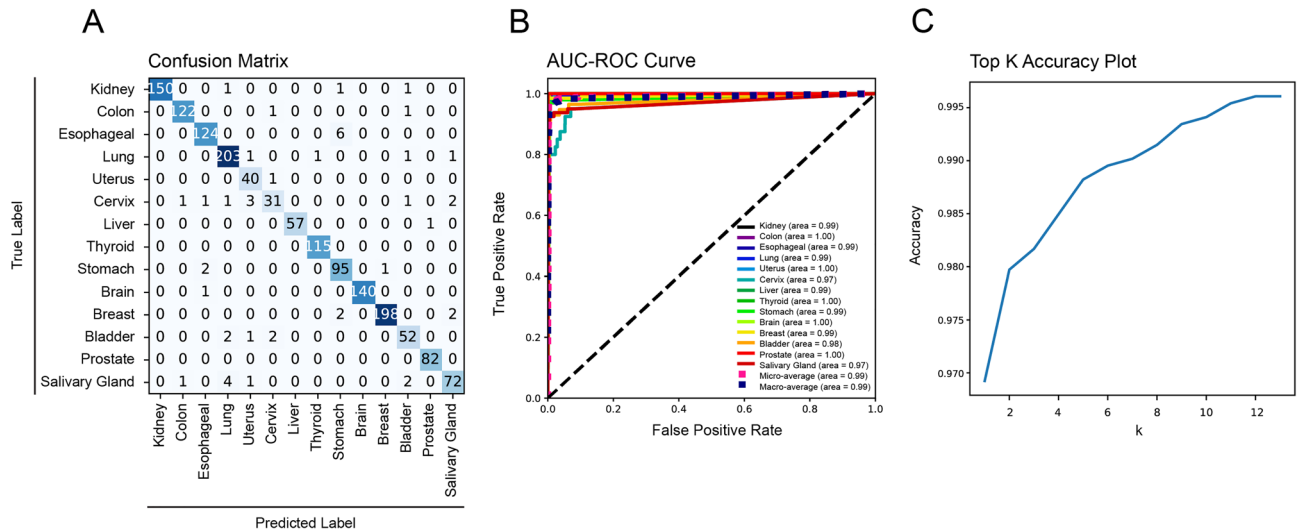 A
Confusion Matrix
True Label
Kidney 150 0 0 1 0 0 0 0 1 0 0 1 0 0
Colon 0 122 0 0 0 1 0 0 0 0 0 1 0 0
Esophageal 0 0 124 0 0 0 0 0 6 0 0 0 0 0
Lung 0 0 0 203 1 0 0 1 0 0 0 1 0 1
Uterus 0 0 0 0 40 1 0 0 0 0 0 0 0 0
Cervix 0 1 1 1 3 31 0 0 0 0 0 1 0 2
Liver 0 0 0 0 0 0 57 0 0 0 0 0 1 0
Thyroid 0 0 0 0 0 0 0 115 0 0 0 0 0 0
Stomach 0 0 2 0 0 0 0 0 95 0 1 0 0 0
Brain 0 0 1 0 0 0 0 0 0 140 0 0 0 0
Breast 0 0 0 0 0 0 0 0 2 0 198 0 0 2
Bladder 0 0 0 2 1 2 0 0 0 0 0 52 0 0
Prostate 0 0 0 0 0 0 0 0 0 0 0 0 82 0
Salivary Gland 0 1 0 4 1 0 0 0 0 0 0 2 0 72
Kidney
Colon
Esophageal
Lung
Uterus
Cervix
Liver
Thyroid
Stomach
Brain
Breast
Bladder
Prostate
Salivary Gland
Predicted Label
B
AUC-ROC Curve
True Positive Rate
1.0
0.8
0.6
0.4
0.2
0.0
Kidney (area = 0.99)
Colon (area = 1.00)
Esophageal (area = 0.99)
Lung (area = 0.99)
Uterus (area = 1.00)
Cervix (area = 0.97)
Liver (area = 0.99)
Thyroid (area = 1.00)
Stomach (area = 0.99)
Brain (area = 1.00)
Breast (area = 0.99)
Bladder (area = 0.98)
Prostate (area = 1.00)
Salivary Gland (area = 0.97)
Micro-average (area = 0.99)
Macro-average (area = 0.99)
0.0 0.2 0.4 0.6 0.8 1.0
False Positive Rate
C
Top K Accuracy Plot
Accuracy
0.995
0.990
0.985
0.980
0.975
0.970
2 4 6 8 10 12
k